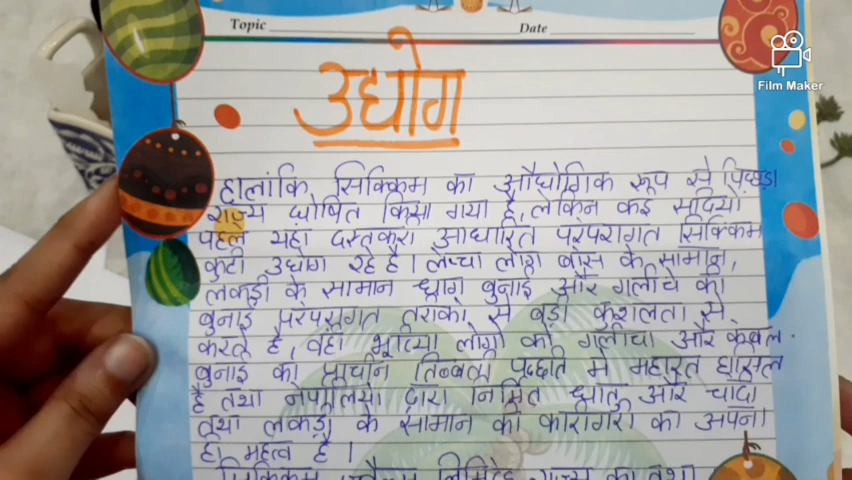 Topic Date
Film Maker
उद्योग
हालांकि, सिक्किम का औद्योगिक रूप से पिछड़ा
राज्य घोषित किया गया है, लेकिन कई सदियों
पहले यहां दस्तकारी आधारित परंपरागत सिक्किम
कुटी उद्योग रहे है। लेप्चा लोग बांस के सामान,
लकड़ी के सामान धाग बुनाई और गलीचे की
बुनाई परंपरागत तरीकों से बड़ी कुशलता से
करते है, वहीं भूटिया लोगों को गलीचा और कंबल
बुनाई की प्राचीन तिब्बती पद्धति में महारत हासिल
है तथा नेपालियों द्वारा निर्मित धातु और चांदी
तथा लकड़ी के सामान की कारीगरी का अपना
ही महत्व है।
सिक्किम लिमिटेड राज्य का तथा